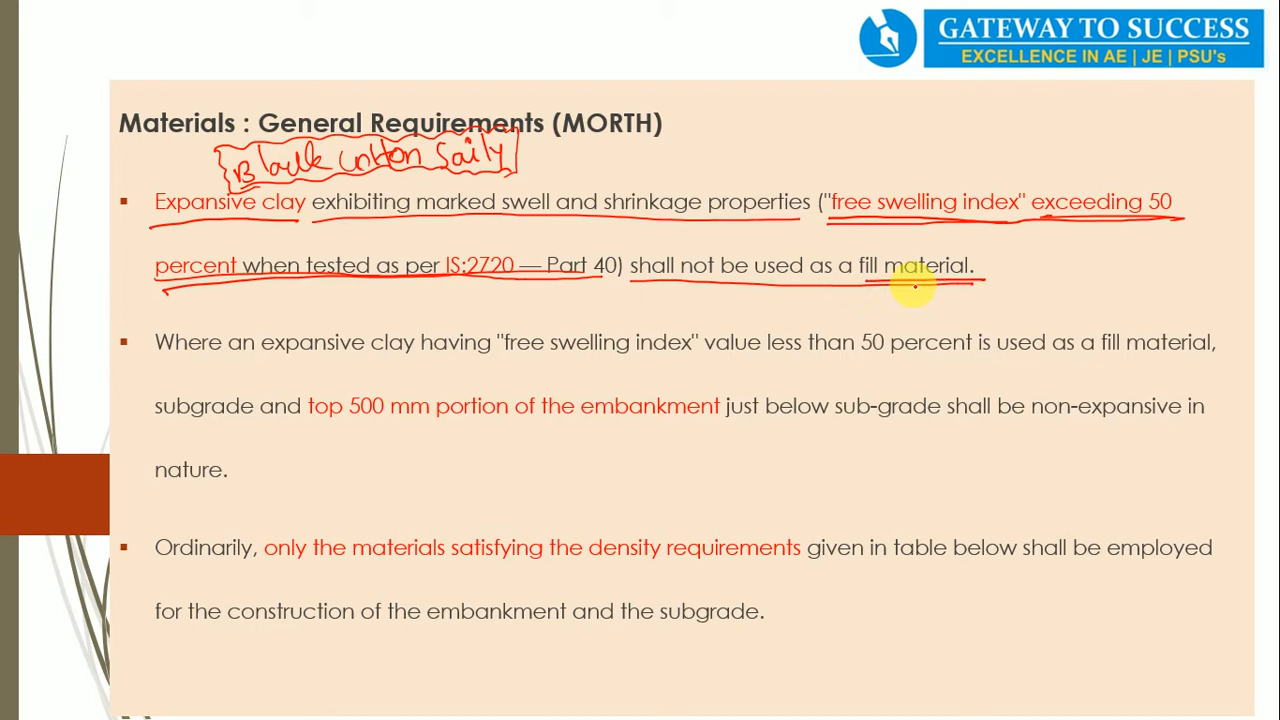 GATEWAY TO SUCCESS
EXCELLENCE IN AE | JE | PSU's
Materials : General Requirements (MORTH)
Black Cotton Soily
Expansive clay exhibiting marked swell and shrinkage properties ("free swelling index" exceeding 50
percent when tested as per IS:2720 — Part 40) shall not be used as a fill material.
Where an expansive clay having "free swelling index" value less than 50 percent is used as a fill material,
subgrade and top 500 mm portion of the embankment just below sub-grade shall be non-expansive in
nature.
Ordinarily, only the materials satisfying the density requirements given in table below shall be employed
for the construction of the embankment and the subgrade.